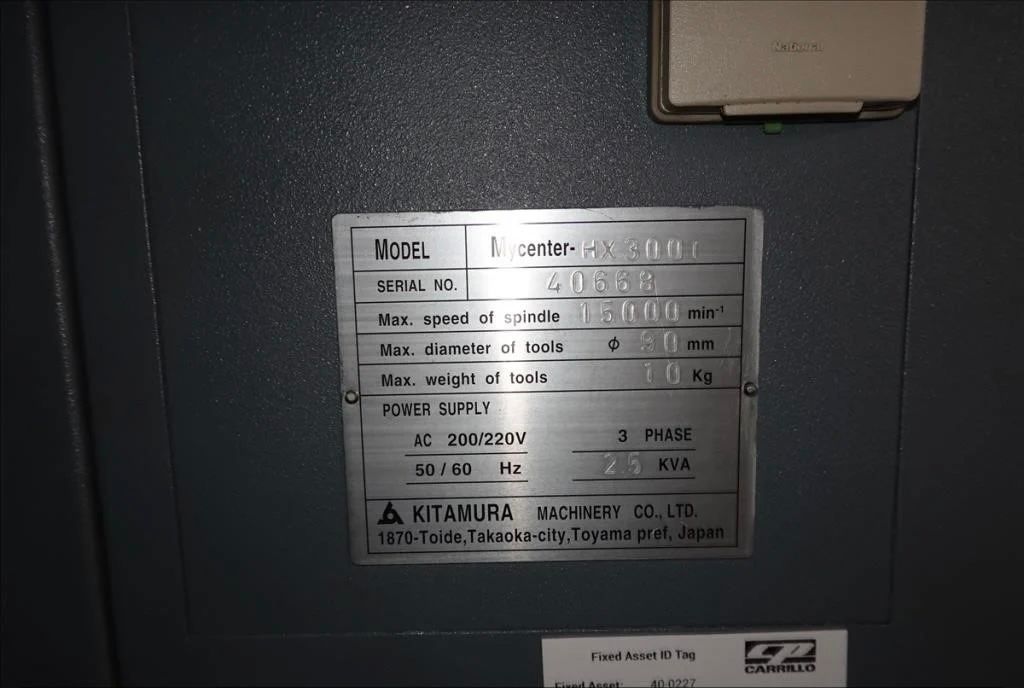 Naberra
MODEL Mycenter-HX300i
SERIAL NO. 40668
Max. speed of spindle 15000 min-1
Max. diameter of tools ϕ 90 mm
Max. weight of tools 10 Kg
POWER SUPPLY
AC 200/220V 3 PHASE
50/60 Hz 25 KVA
KITAMURA MACHINERY CO., LTD.
1870-Toide,Takaoka-city,Toyama pref, Japan
Fixed Asset ID Tag
CP
CARRILLO
Fixed Asset: 40-0227